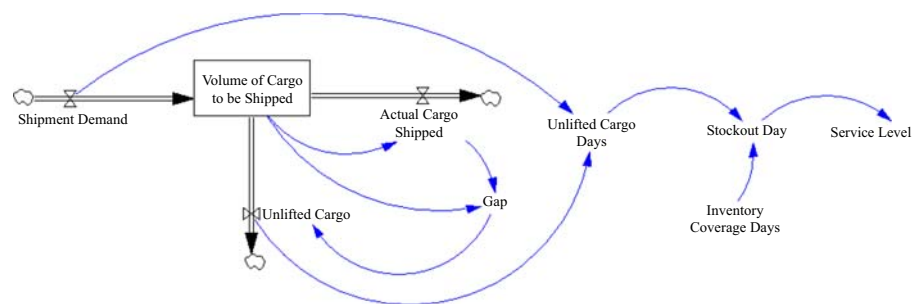 Volume of Cargo
to be Shipped
Shipment Demand
Actual Cargo
Shipped
Unlifted Cargo
Days
Stockout Day
Service Level
Gap
Unlifted Cargo
Inventory
Coverage Days